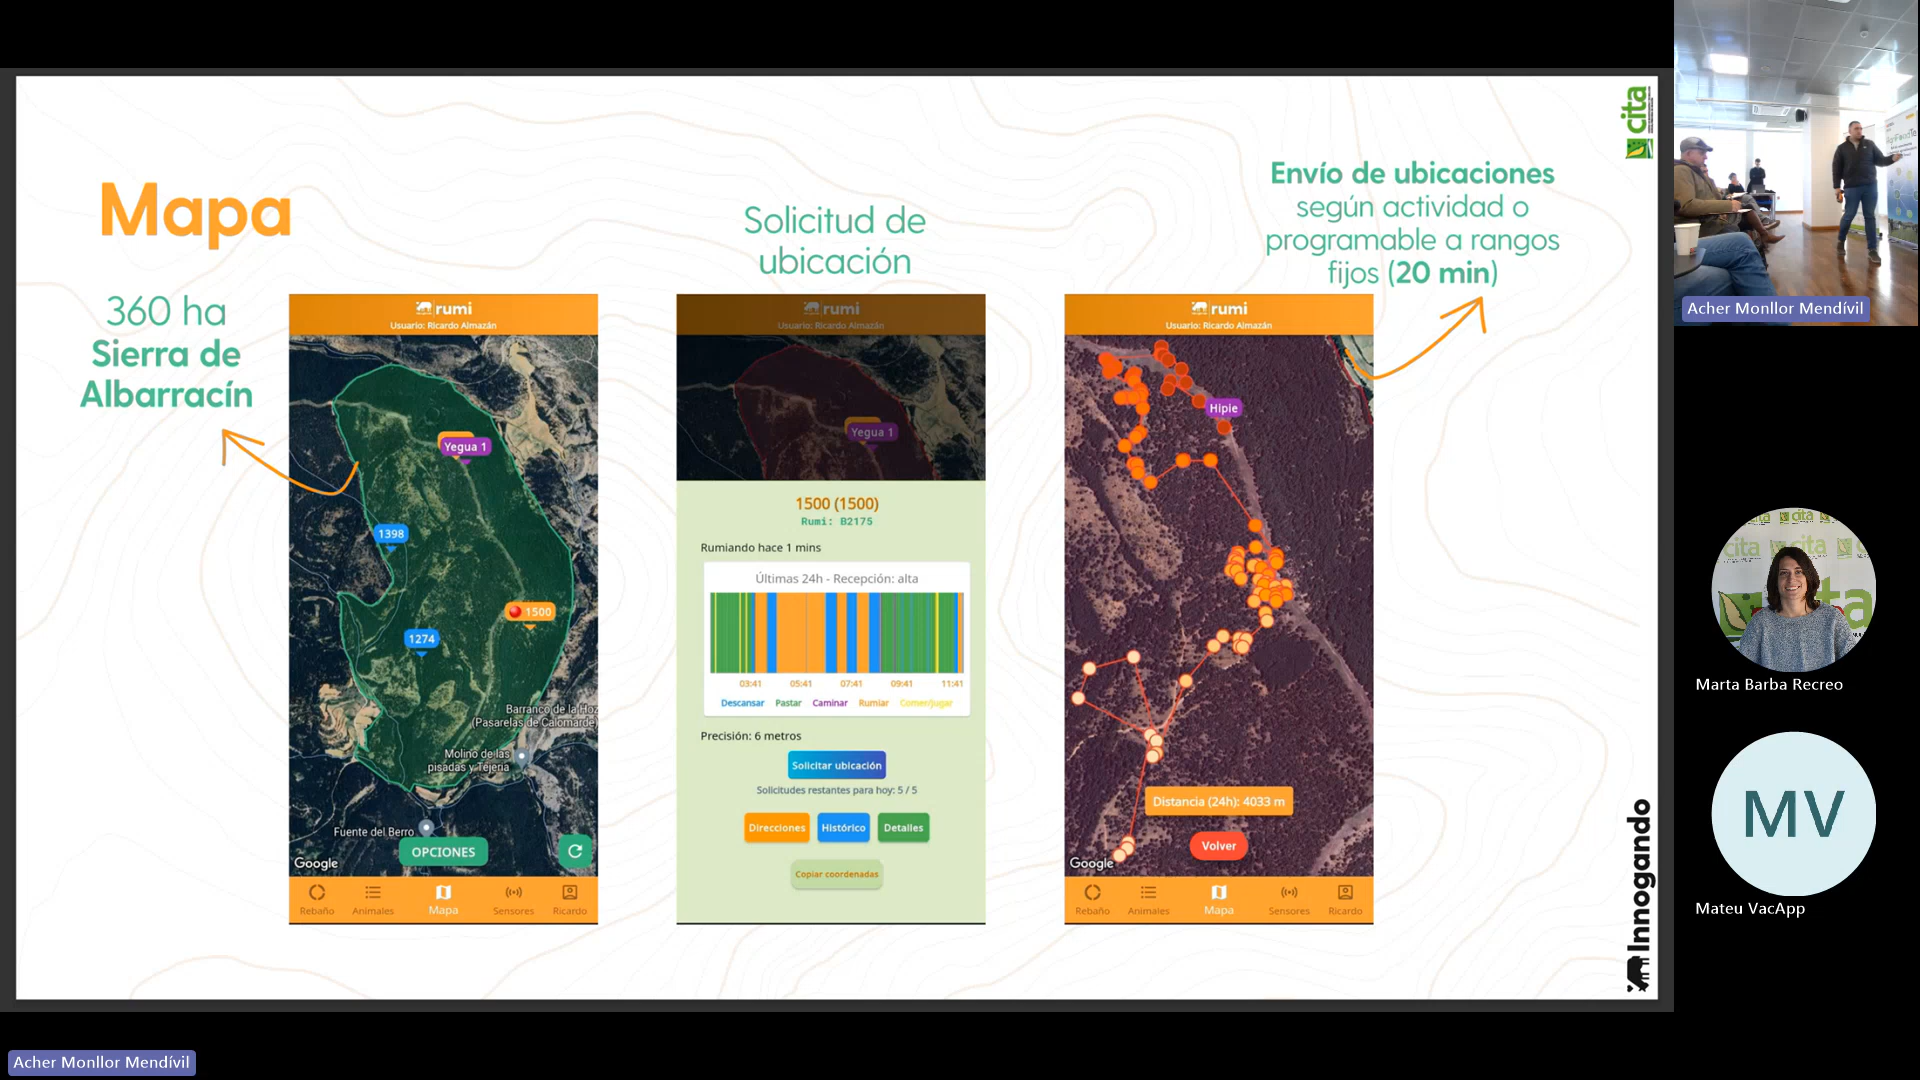 Mapa
360 ha
Sierra de
Albarracín
Solicitud de
ubicación
Envío de ubicaciones
según actividad o
programable a rangos
fijos (20 min)
cita
Innogando
rumi
Usuario: Ricardo Almazán
Yegua 1
1398
1500
1274
Barranco de la Hoz
(Pasarelas de Calomarde)
Molino de las
pisadas y Tejeria
Fuente del Berro
OPCIONES
Google
Rebaño
Animales
Mapa
Sensores
Ricardo
rumi
Usuario: Ricardo Almazán
Yegua 1
1500 (1500)
Rumi: B2175
Rumiando hace 1 mins
Últimas 24h - Recepción: alta
03:41 05:41 07:41 09:41 11:41
Descansar Pastar Caminar Rumiar Comer/jugar
Precisión: 6 metros
Solicitar ubicación
Solicitudes restantes para hoy: 5 / 5
Direcciones
Histórico
Detalles
Copiar coordenadas
rumi
Usuario: Ricardo Almazán
Hipie
Distancia (24h): 4033 m
Volver
Google
Rebaño
Animales
Mapa
Sensores
Ricardo
Acher Monllor Mendívil
cita
Marta Barba Recreo
MV
Mateu VacApp
Acher Monllor Mendívil